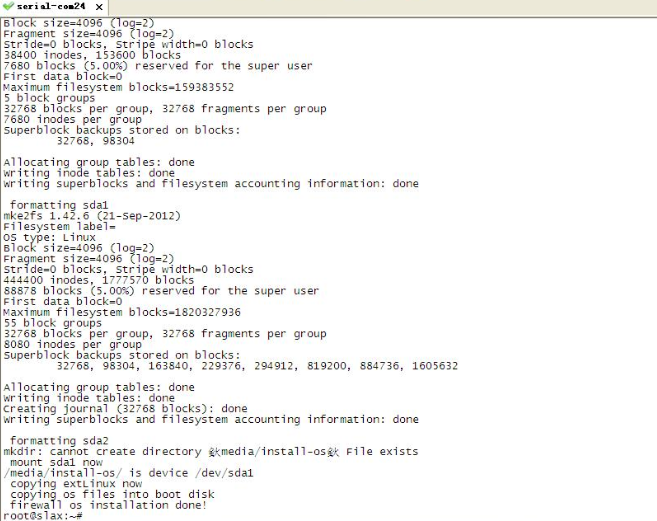 serial-com24
Block size=4096 (log=2)
Fragment size=4096 (log=2)
Stride=0 blocks, Stripe width=0 blocks
38400 inodes, 153600 blocks
7680 blocks (5.00%) reserved for the super user
First data block=0
Maximum filesystem blocks=159383552
5 block groups
32768 blocks per group, 32768 fragments per group
7680 inodes per group
Superblock backups stored on blocks:
32768, 98304
Allocating group tables: done
Writing inode tables: done
Writing superblocks and filesystem accounting information: done
formatting sda1
mke2fs 1.42.6 (21-Sep-2012)
Filesystem label=
OS type: Linux
Block size=4096 (log=2)
Fragment size=4096 (log=2)
Stride=0 blocks, Stripe width=0 blocks
444400 inodes, 1777570 blocks
88878 blocks (5.00%) reserved for the super user
First data block=0
Maximum filesystem blocks=1820327936
55 block groups
32768 blocks per group, 32768 fragments per group
8080 inodes per group
Superblock backups stored on blocks:
32768, 98304, 163840, 229376, 294912, 819200, 884736, 1605632
Allocating group tables: done
Writing inode tables: done
Creating journal (32768 blocks): done
Writing superblocks and filesystem accounting information: done
formatting sda2
mkdir: cannot create directory media/install-os File exists
mount sda1 now
/media/install-os/ is device /dev/sda1
copying extLinux now
copying os files into boot disk
firewall os installation done!
root@slax:~#